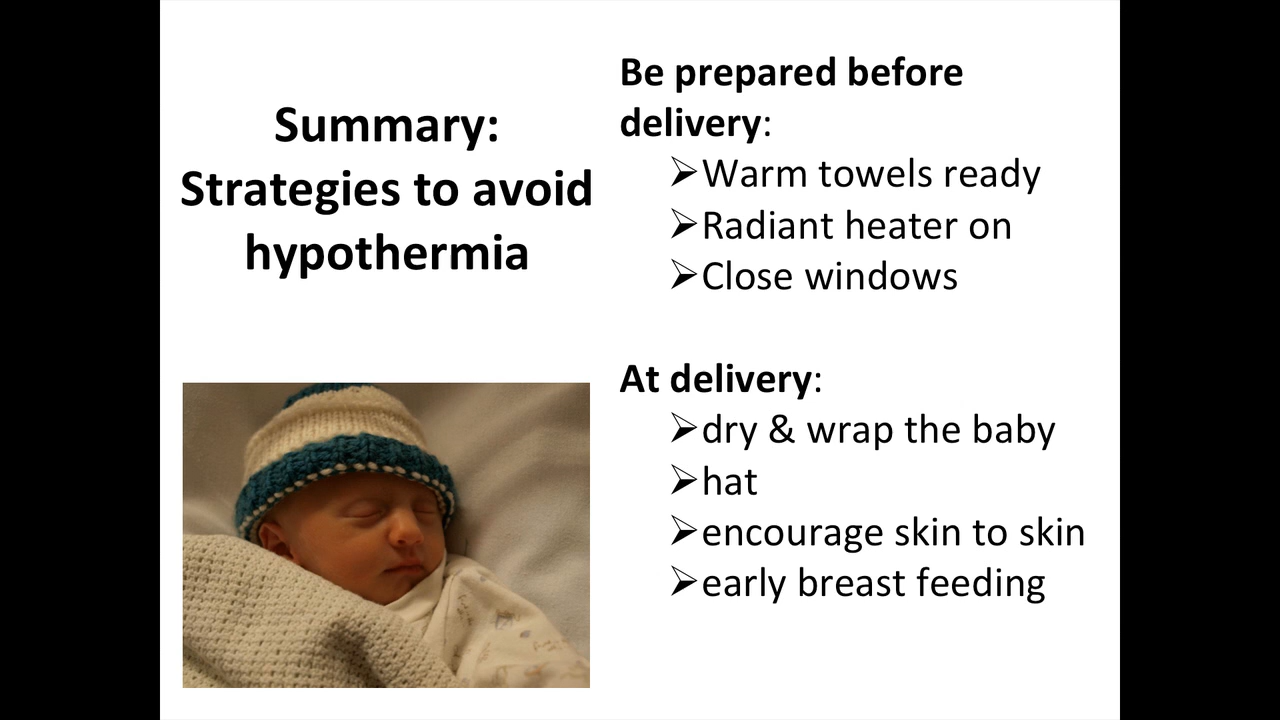 Summary:
Strategies to avoid
hypothermia
Be prepared before
delivery:
➢Warm towels ready
➢Radiant heater on
➢Close windows
At delivery:
➢dry & wrap the baby
➢hat
➢encourage skin to skin
➢early breast feeding